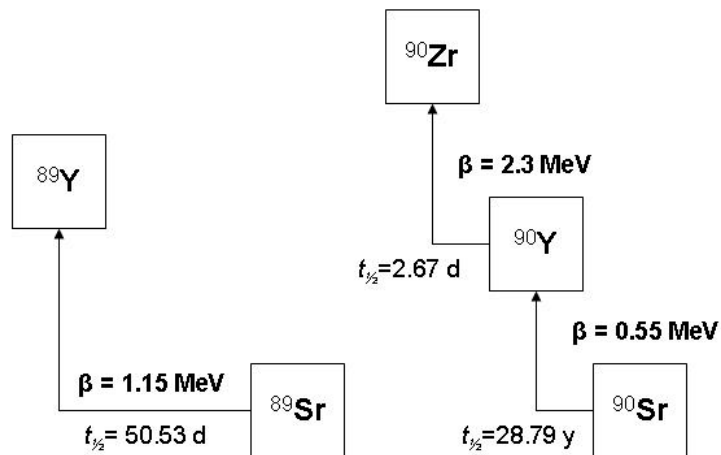 ⁹⁰Zr
⁸⁹Y
β = 2.3 MeV
⁹⁰Y
t½=2.67 d
β = 0.55 MeV
β = 1.15 MeV
⁸⁹Sr
⁹⁰Sr
t½= 50.53 d
t½=28.79 y